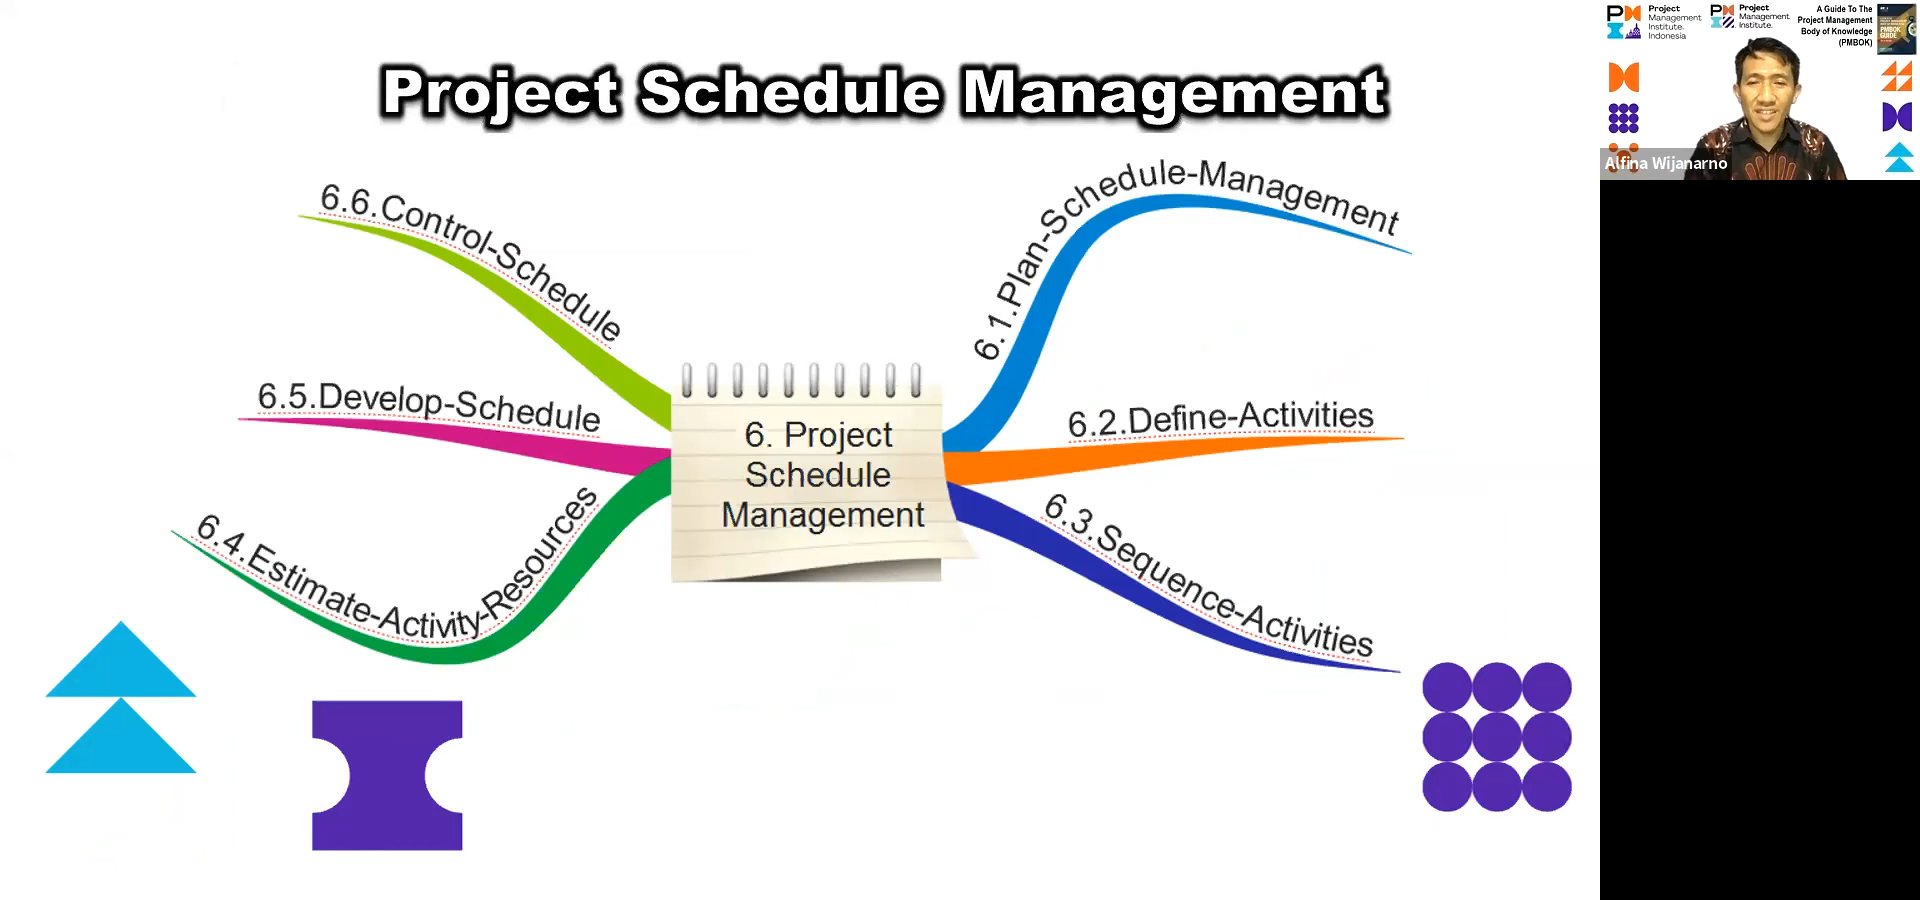 Project Schedule Management
6.6.Control-Schedule
6.5.Develop-Schedule
6.4.Estimate-Activity-Resources
6. Project
Schedule
Management
6.1.Plan-Schedule-Management
6.2.Define-Activities
6.3.Sequence-Activities
Project
Management
Institute.
Indonesia
Project
Management
Institute.
A Guide To The
Project Management
Body of Knowledge
(PMBOK)
PMBOK
GUIDE
Alfina Wijanarno